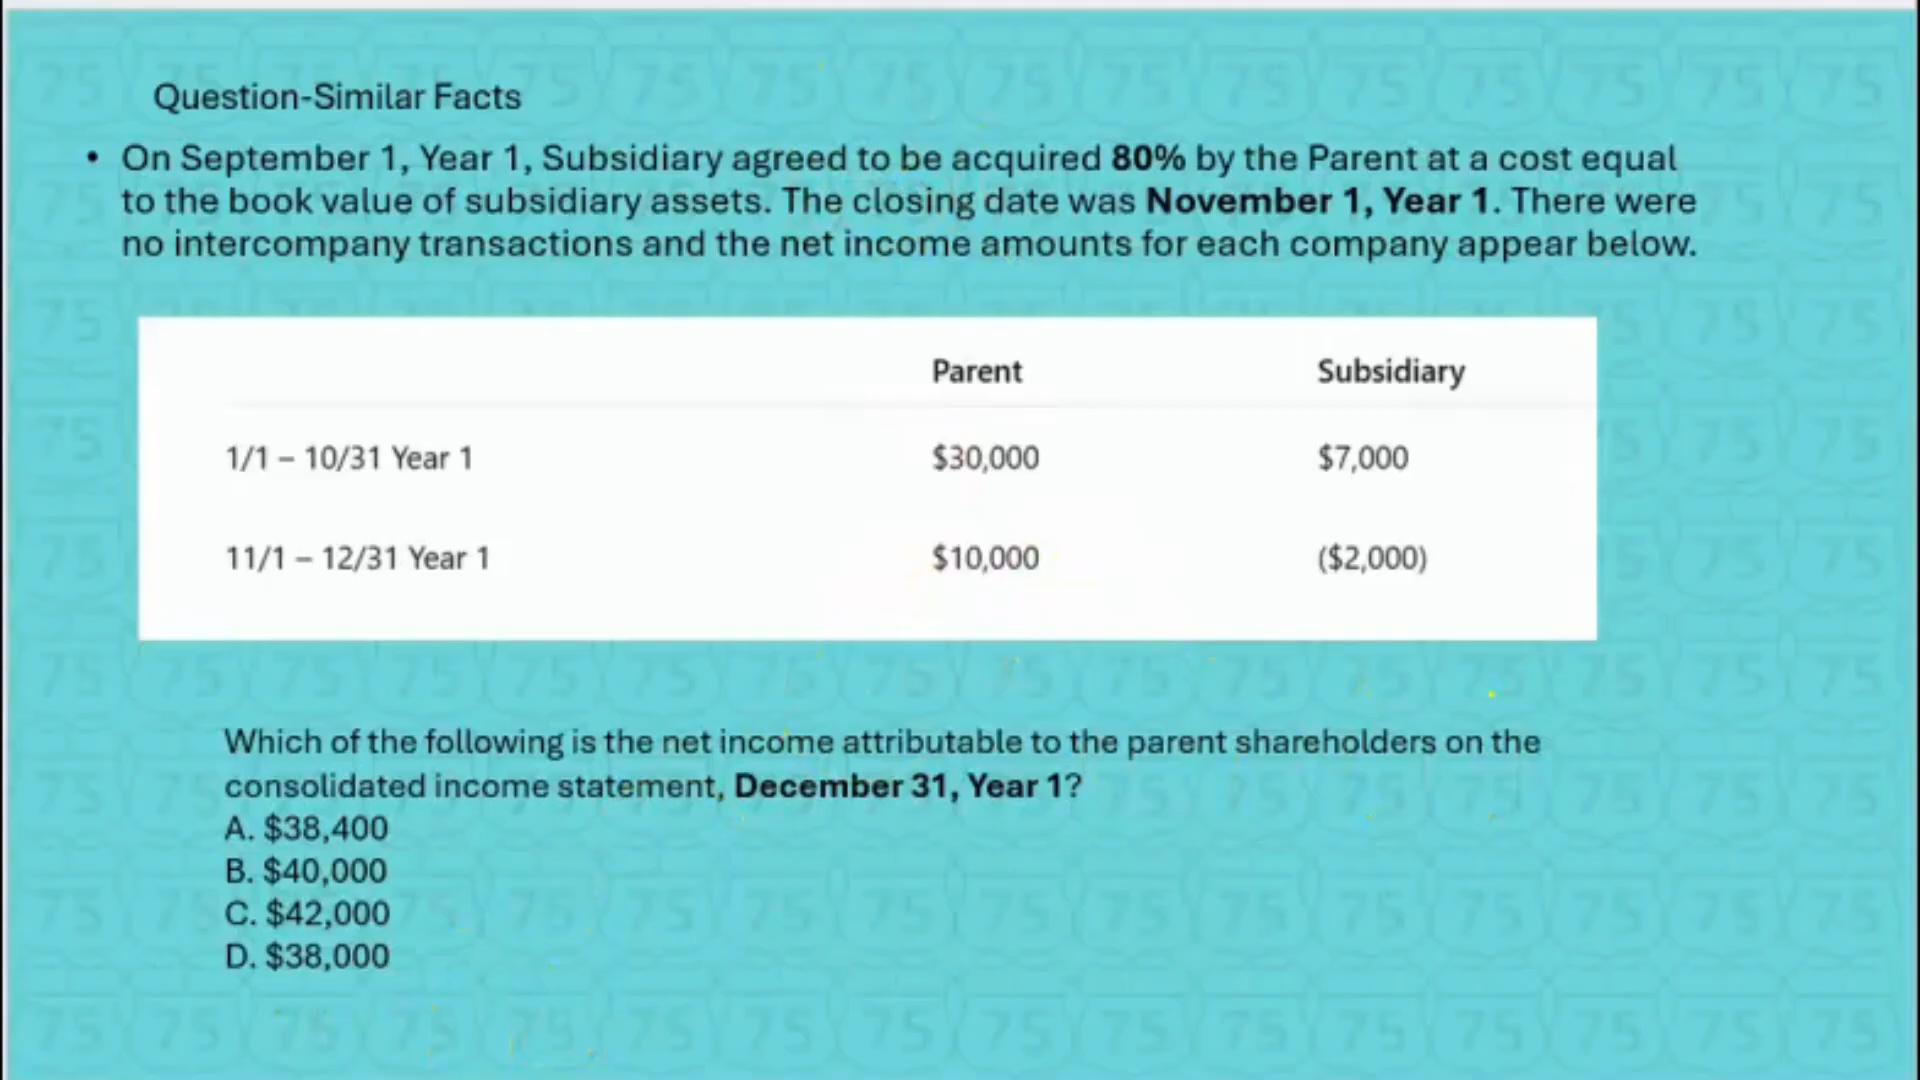 Question-Similar Facts
• On September 1, Year 1, Subsidiary agreed to be acquired 80% by the Parent at a cost equal
to the book value of subsidiary assets. The closing date was November 1, Year 1. There were
no intercompany transactions and the net income amounts for each company appear below.
Parent Subsidiary
1/1 – 10/31 Year 1 $30,000 $7,000
11/1 – 12/31 Year 1 $10,000 ($2,000)
Which of the following is the net income attributable to the parent shareholders on the
consolidated income statement, December 31, Year 1?
A. $38,400
B. $40,000
C. $42,000
D. $38,000